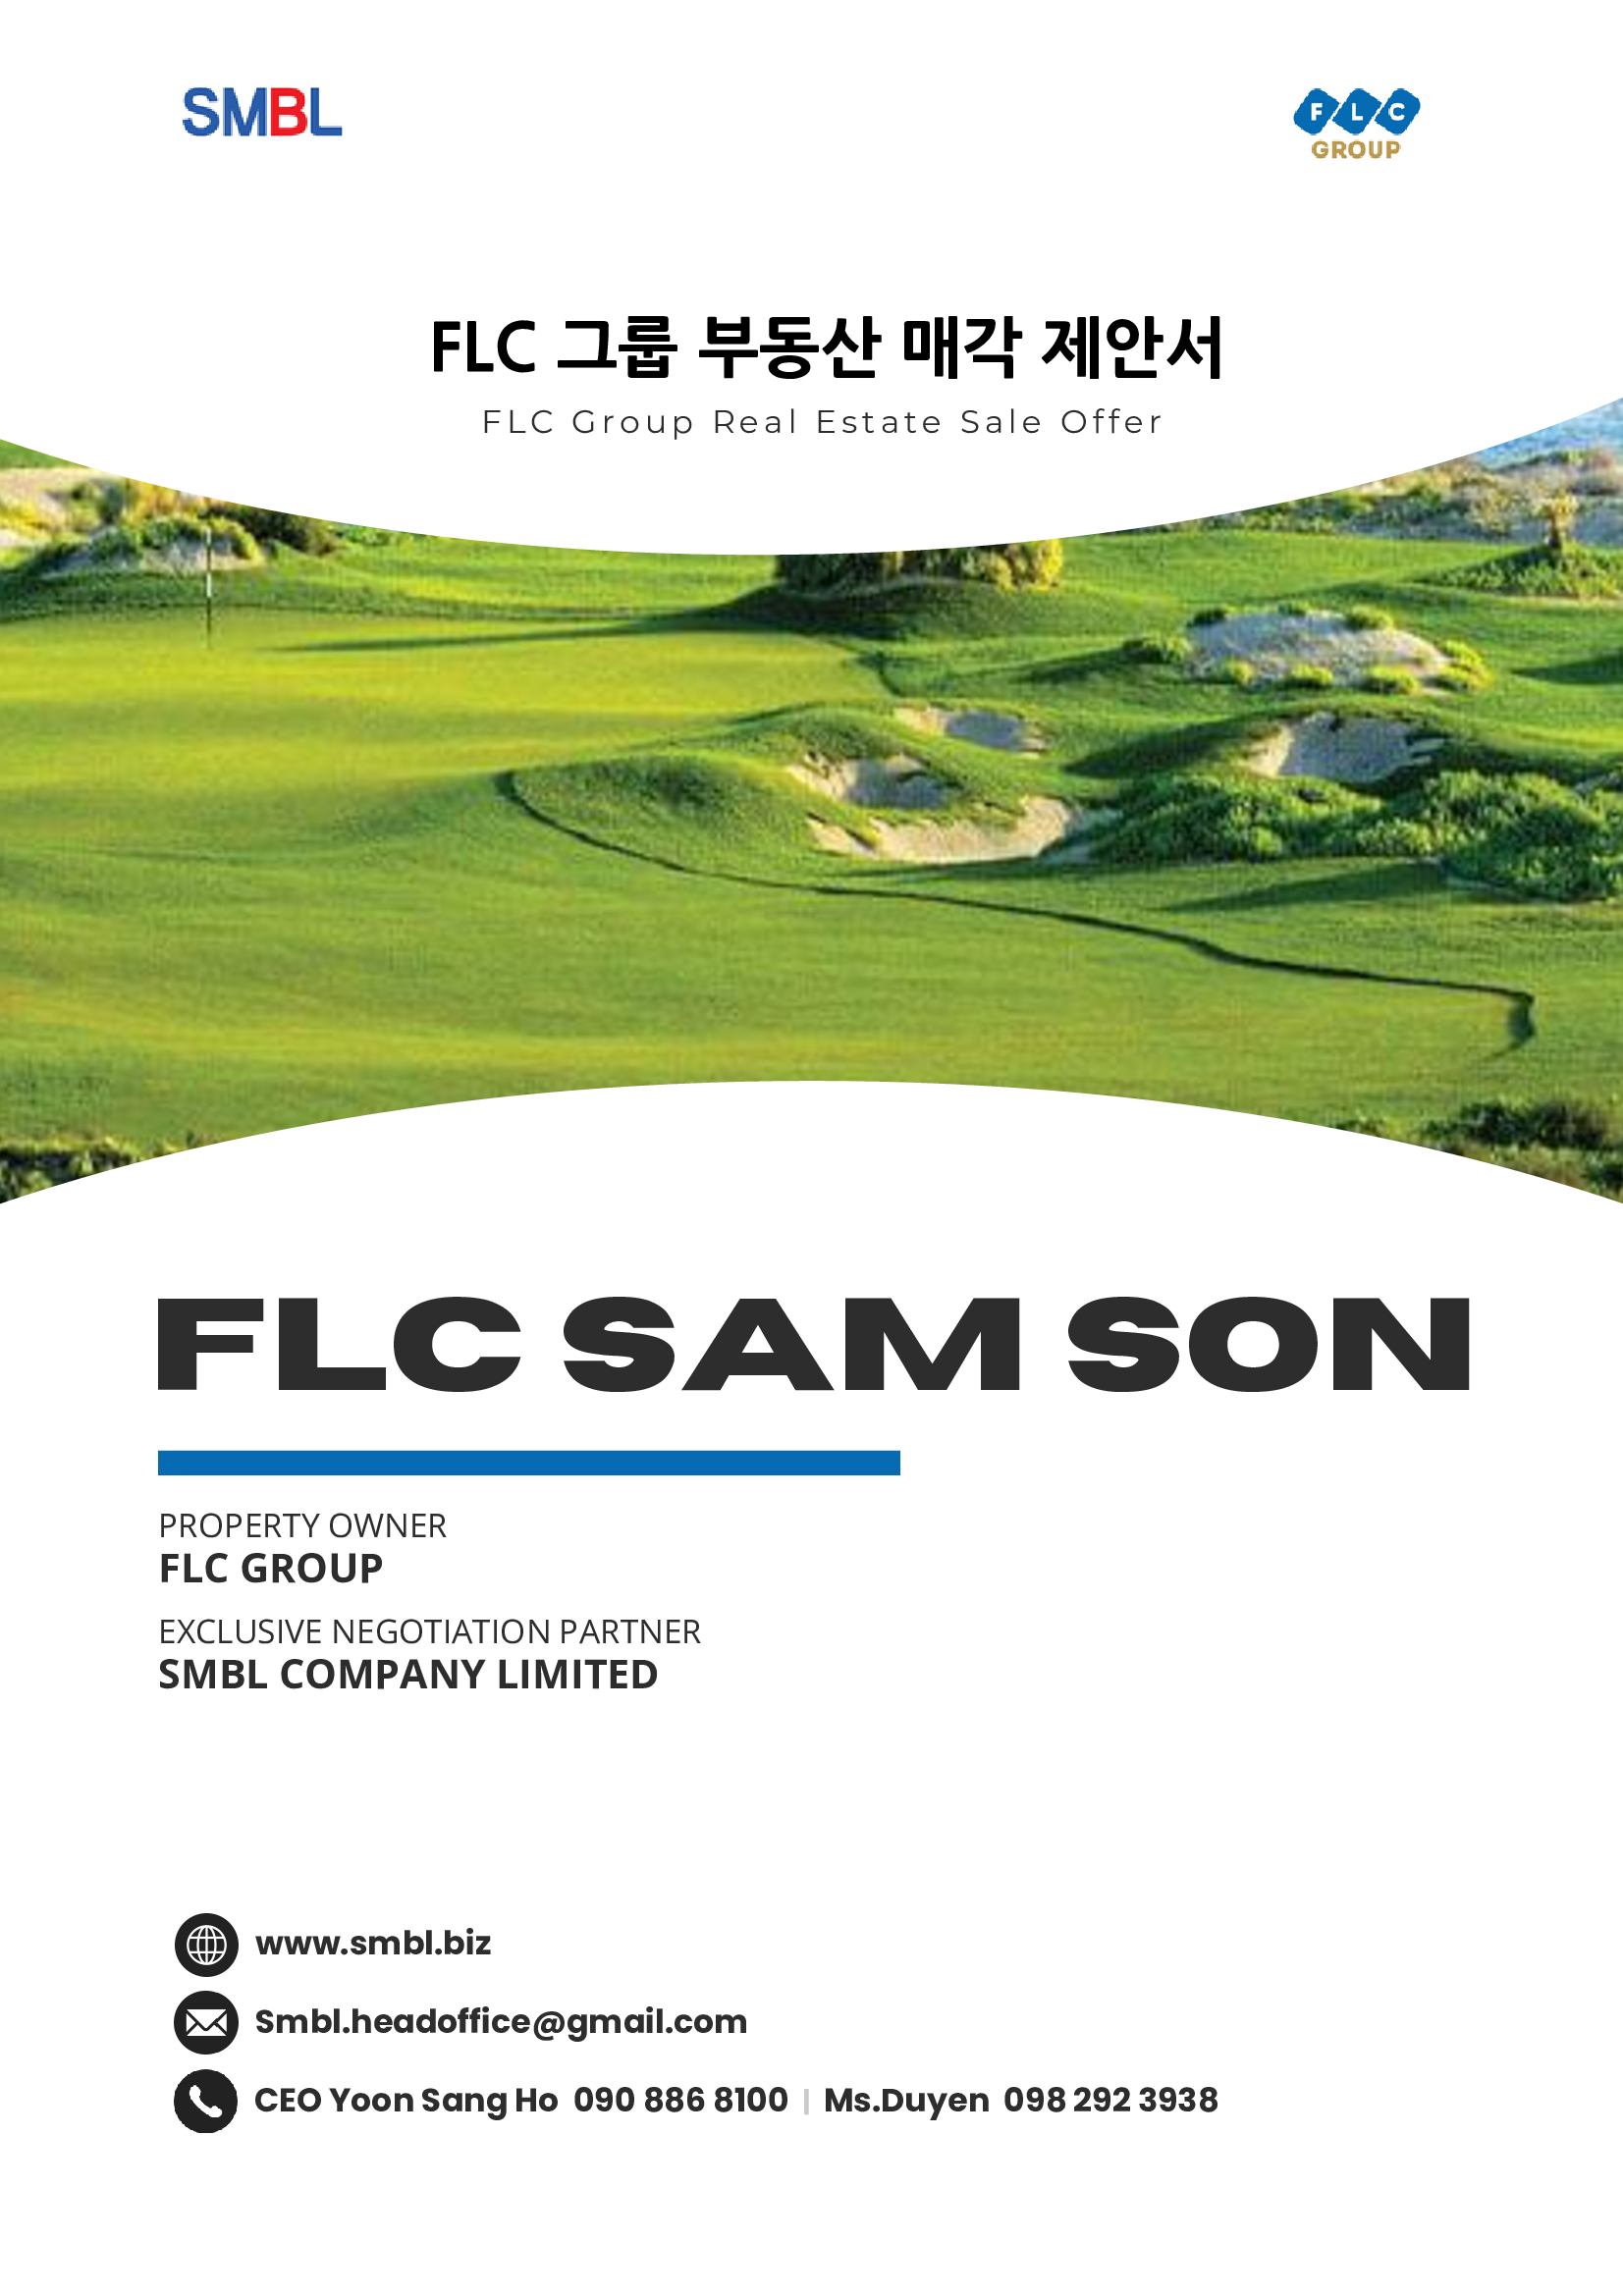 SMBL
FLC
GROUP
FLC 그룹 부동산 매각 제안서
FLC Group Real Estate Sale Offer
FLC SAM SON
PROPERTY OWNER
FLC GROUP
EXCLUSIVE NEGOTIATION PARTNER
SMBL COMPANY LIMITED
www.smbl.biz
Smbl.headoffice@gmail.com
CEO Yoon Sang Ho 090 886 8100 | Ms.Duyen 098 292 3938